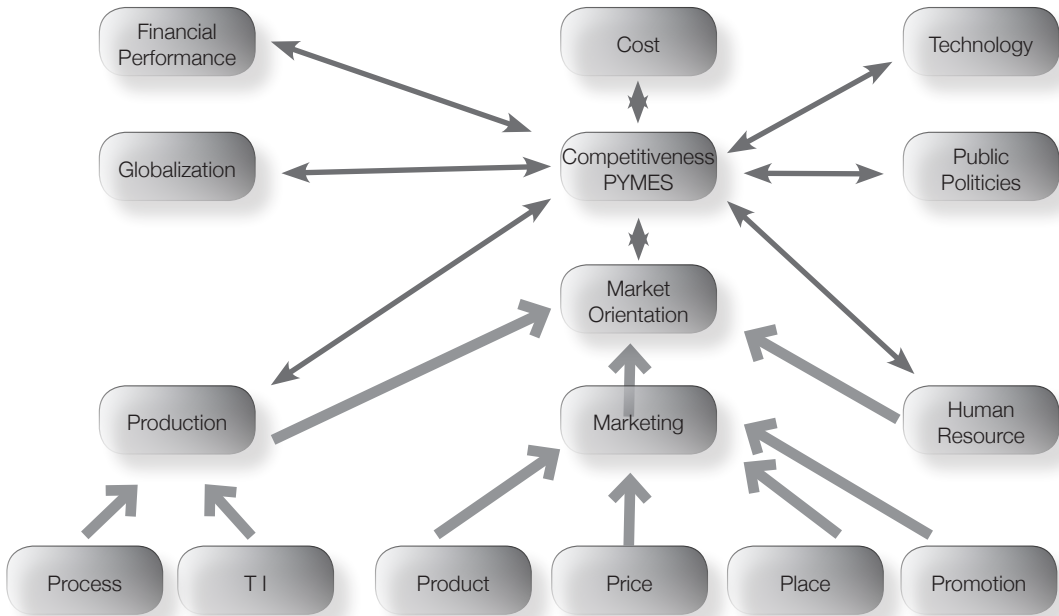 Financial
Performance
Cost
Technology
Globalization
Competitiveness
PYMES
Public
Politicies
Market
Orientation
Production
Marketing
Human
Resource
Process
T I
Product
Price
Place
Promotion